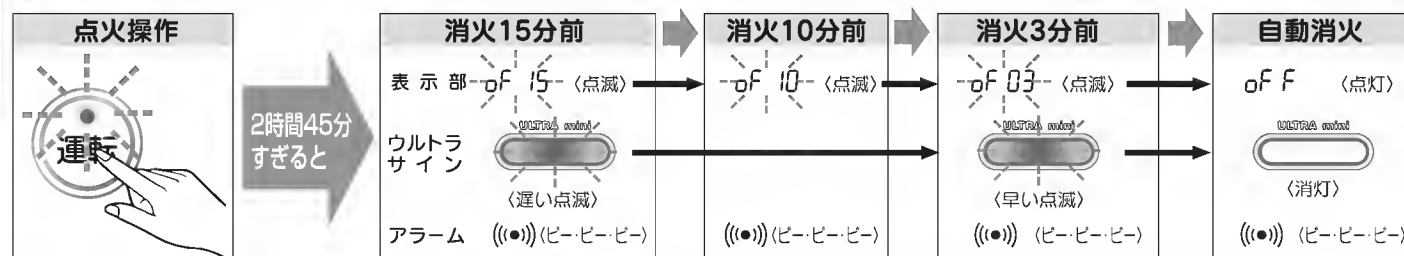 点火操作
運転
2時間45分
すぎると
消火15分前
表示部
oF 15 〈点滅〉
ウルトラ
サイン
ULTRA mini
〈遅い点滅〉
アラーム
((●)) 〈ピー・ピー・ピー〉
消火10分前
oF 10 〈点滅〉
((●)) 〈ピー・ピー・ピー〉
消火3分前
oF 03 〈点滅〉
ULTRA mini
〈早い点滅〉
((●)) 〈ピー・ピー・ピー〉
自動消火
oFF 〈点灯〉
ULTRA mini
〈消灯〉
((●)) 〈ピー・ピー・ピー〉